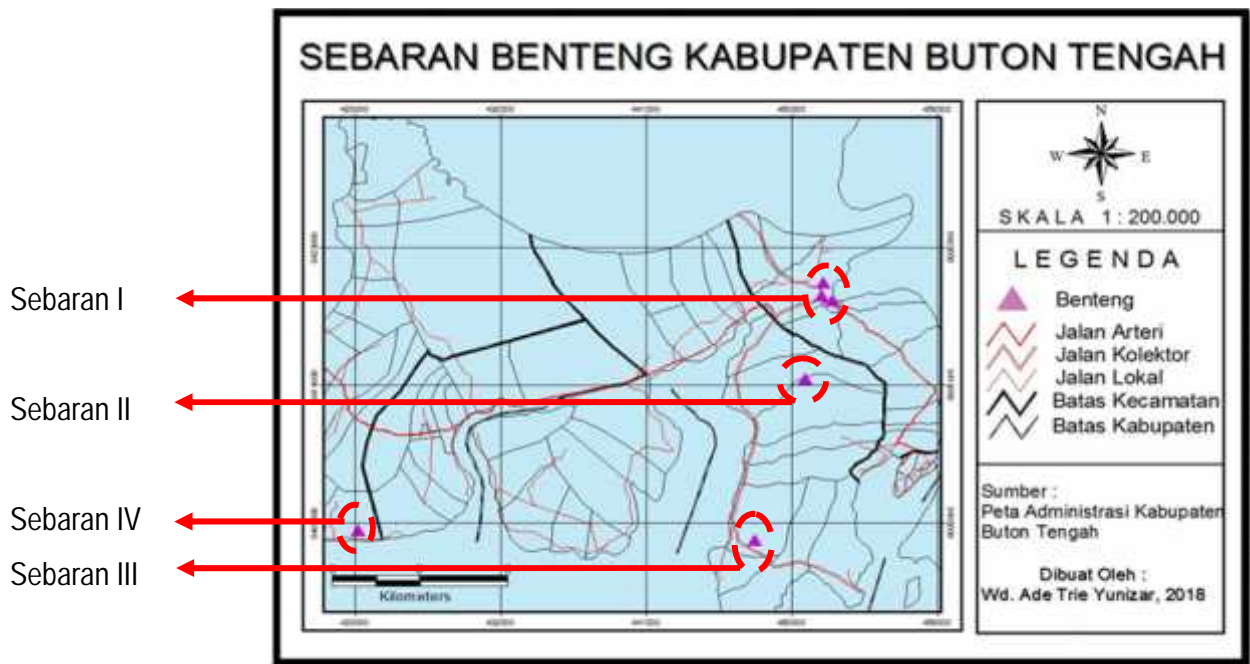 SEBARAN BENTENG KABUPATEN BUTON TENGAH
Sebaran I
Sebaran II
Sebaran IV
Sebaran III
Kilometers
N
W E
S
SKALA 1 : 200.000
LEGENDA
Benteng
Jalan Arteri
Jalan Kolektor
Jalan Lokal
Batas Kecamatan
Batas Kabupaten
Sumber :
Peta Administrasi Kabupaten
Buton Tengah
Dibuat Oleh :
Wd. Ade Trie Yunizar, 2018